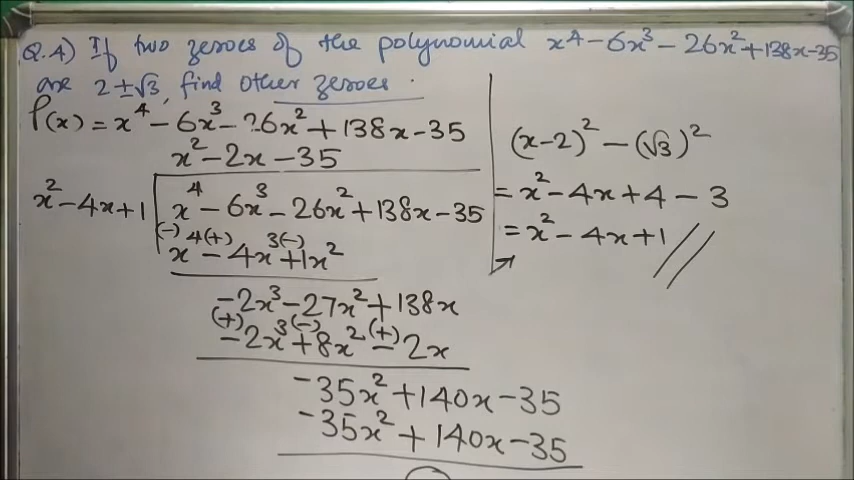 Q.4) If two zeroes of the polynomial x⁴ - 6x³ - 26x² + 138x - 35
are 2 ± √3, find other zeroes.
P(x) = x⁴ - 6x³ - 26x² + 138x - 35
x² - 2x - 35
x² - 4x + 1 x⁴ - 6x³ - 26x² + 138x - 35
(-) (+) (-)
x⁴ - 4x³ + 1x²
-2x³ - 27x² + 138x
(+) (-) (+)
-2x³ + 8x² - 2x
-35x² + 140x - 35
-35x² + 140x - 35
(x-2)² - (√3)²
= x² - 4x + 4 - 3
= x² - 4x + 1 //